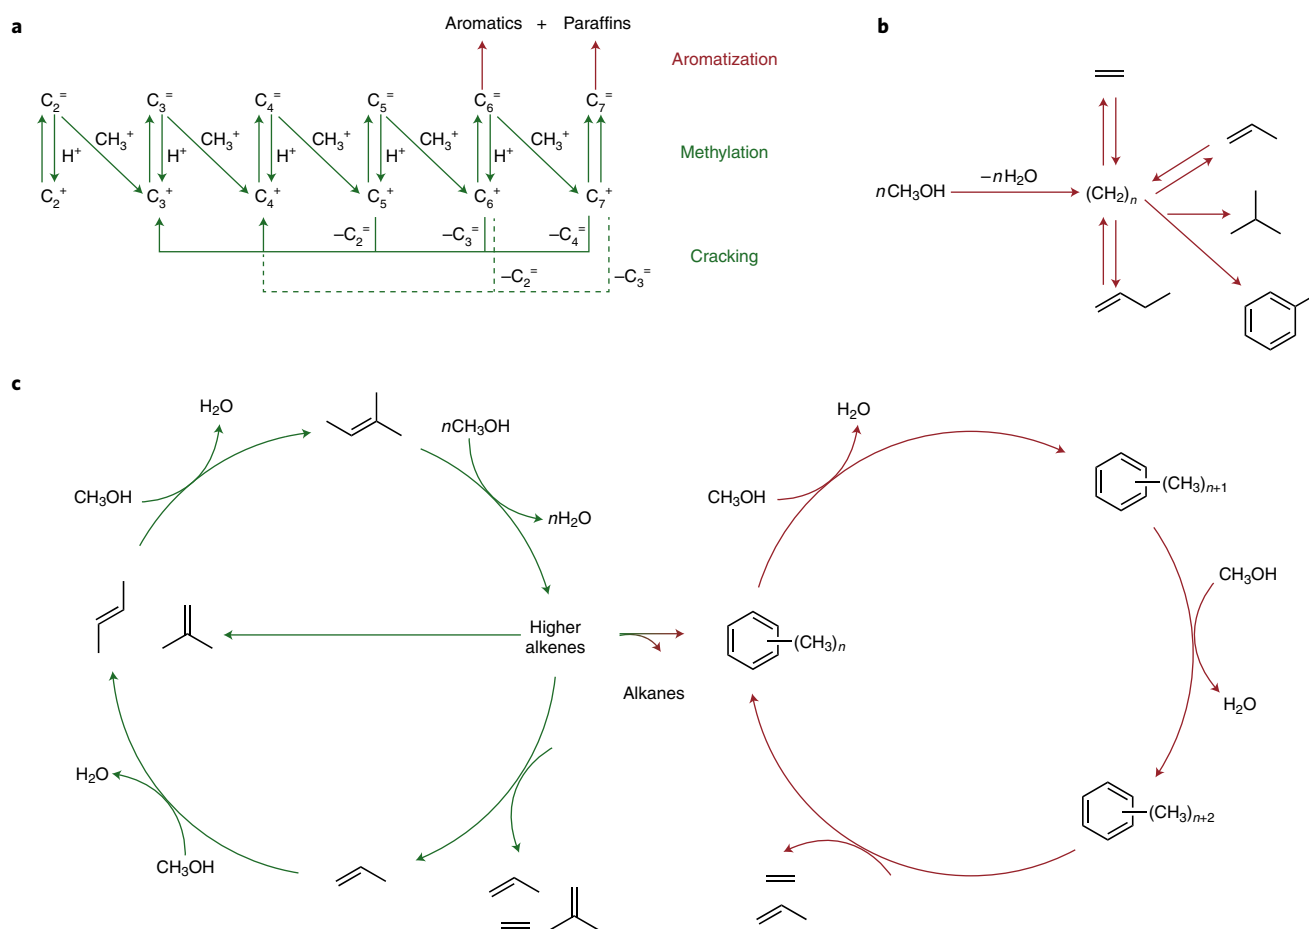 a
Aromatics + Paraffins
Aromatization
C₂⁼ C₃⁼ C₄⁼ C₅⁼ C₆⁼ C₇⁼
CH₃⁺ CH₃⁺ CH₃⁺ CH₃⁺ CH₃⁺
H⁺ H⁺ H⁺ H⁺ H⁺
Methylation
C₂⁺ C₃⁺ C₄⁺ C₅⁺ C₆⁺ C₇⁺
–C₂⁼ –C₃⁼ –C₄⁼
Cracking
–C₂⁼ –C₃⁼
b
nCH₃OH –nH₂O (CH₂)ₙ
c
H₂O
nCH₃OH
CH₃OH
nH₂O
Higher
alkenes
Alkanes
H₂O
CH₃OH
H₂O
CH₃OH
(CH₃)ₙ₊₁
CH₃OH
(CH₃)ₙ
H₂O
(CH₃)ₙ₊₂